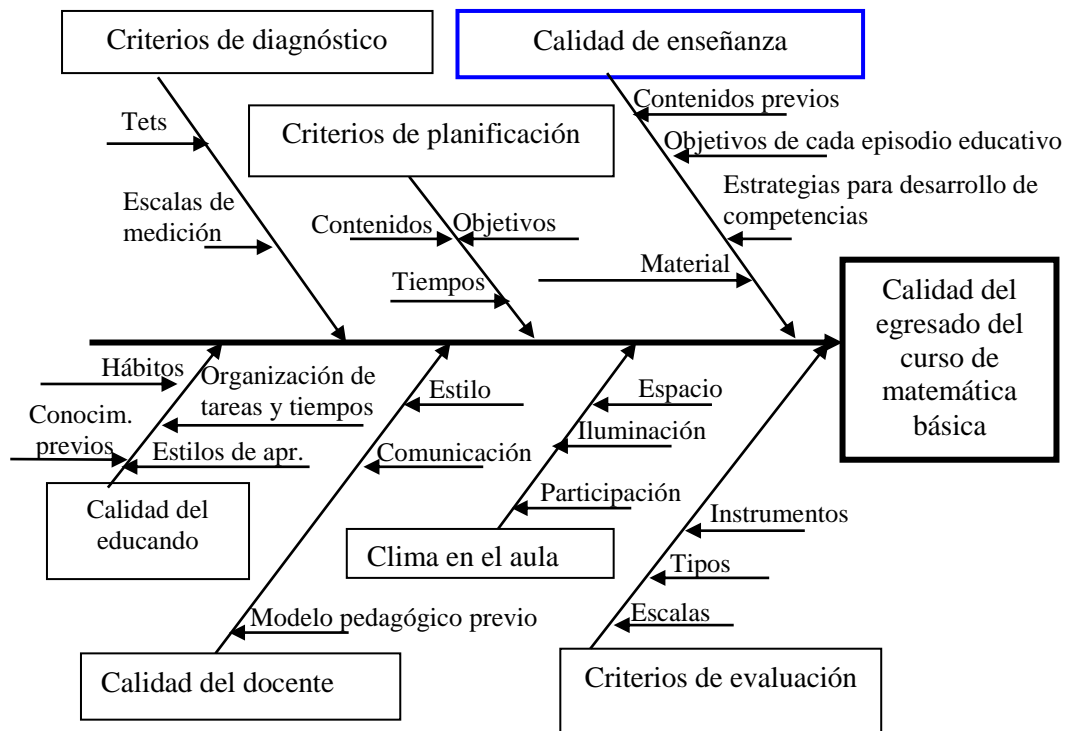 Criterios de diagnóstico
Calidad de enseñanza
Contenidos previos
Tets
Criterios de planificación
Objetivos de cada episodio educativo
Estrategias para desarrollo de
competencias
Escalas de
medición
Contenidos
Objetivos
Material
Tiempos
Calidad del
egresado del
curso de
matemática
básica
Hábitos
Organización de
tareas y tiempos
Estilo
Espacio
Conocim.
previos
Iluminación
Estilos de apr.
Comunicación
Participación
Calidad del
educando
Instrumentos
Clima en el aula
Tipos
Modelo pedagógico previo
Escalas
Calidad del docente
Criterios de evaluación